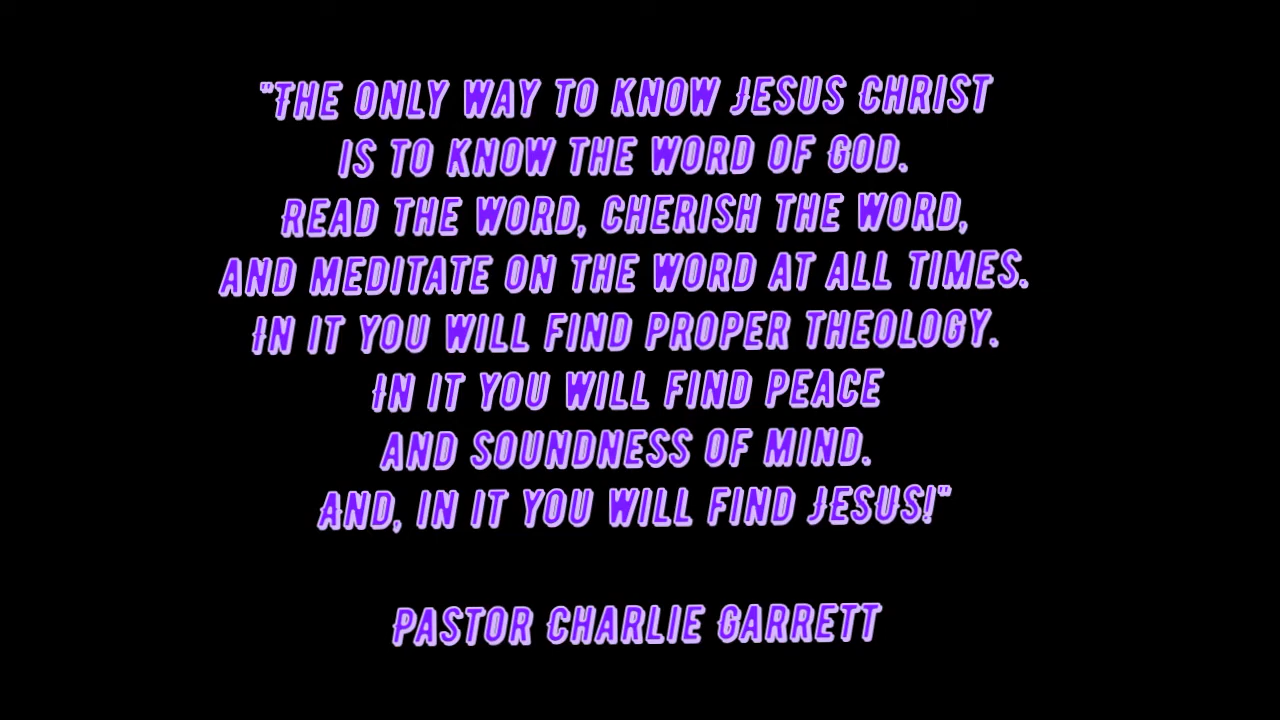 "The only way to know Jesus Christ
is to know the word of God.
Read the word, cherish the word,
and meditate on the word at all times.
In it you will find proper theology.
In it you will find peace
and soundness of mind.
And, in it you will find Jesus!"
Pastor Charlie Garrett